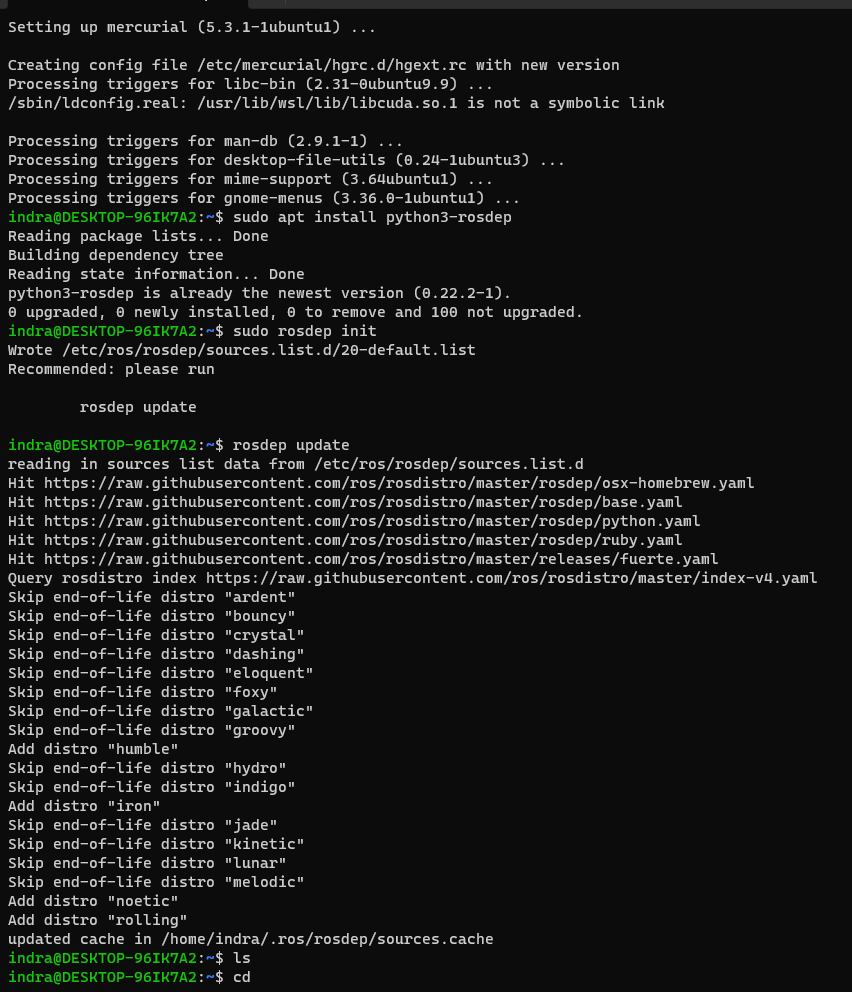 Setting up mercurial (5.3.1-1ubuntu1) ...
Creating config file /etc/mercurial/hgrc.d/hgext.rc with new version
Processing triggers for libc-bin (2.31-0ubuntu9.9) ...
/sbin/ldconfig.real: /usr/lib/wsl/lib/libcuda.so.1 is not a symbolic link
Processing triggers for man-db (2.9.1-1) ...
Processing triggers for desktop-file-utils (0.24-1ubuntu3) ...
Processing triggers for mime-support (3.64ubuntu1) ...
Processing triggers for gnome-menus (3.36.0-1ubuntu1) ...
indra@DESKTOP-96IK7A2:~$ sudo apt install python3-rosdep
Reading package lists... Done
Building dependency tree
Reading state information... Done
python3-rosdep is already the newest version (0.22.2-1).
0 upgraded, 0 newly installed, 0 to remove and 100 not upgraded.
indra@DESKTOP-96IK7A2:~$ sudo rosdep init
Wrote /etc/ros/rosdep/sources.list.d/20-default.list
Recommended: please run
rosdep update
indra@DESKTOP-96IK7A2:~$ rosdep update
reading in sources list data from /etc/ros/rosdep/sources.list.d
Hit https://raw.githubusercontent.com/ros/rosdistro/master/rosdep/osx-homebrew.yaml
Hit https://raw.githubusercontent.com/ros/rosdistro/master/rosdep/base.yaml
Hit https://raw.githubusercontent.com/ros/rosdistro/master/rosdep/python.yaml
Hit https://raw.githubusercontent.com/ros/rosdistro/master/rosdep/ruby.yaml
Hit https://raw.githubusercontent.com/ros/rosdistro/master/releases/fuerte.yaml
Query rosdistro index https://raw.githubusercontent.com/ros/rosdistro/master/index-v4.yaml
Skip end-of-life distro "ardent"
Skip end-of-life distro "bouncy"
Skip end-of-life distro "crystal"
Skip end-of-life distro "dashing"
Skip end-of-life distro "eloquent"
Skip end-of-life distro "foxy"
Skip end-of-life distro "galactic"
Skip end-of-life distro "groovy"
Add distro "humble"
Skip end-of-life distro "hydro"
Skip end-of-life distro "indigo"
Add distro "iron"
Skip end-of-life distro "jade"
Skip end-of-life distro "kinetic"
Skip end-of-life distro "lunar"
Skip end-of-life distro "melodic"
Add distro "noetic"
Add distro "rolling"
updated cache in /home/indra/.ros/rosdep/sources.cache
indra@DESKTOP-96IK7A2:~$ ls
indra@DESKTOP-96IK7A2:~$ cd